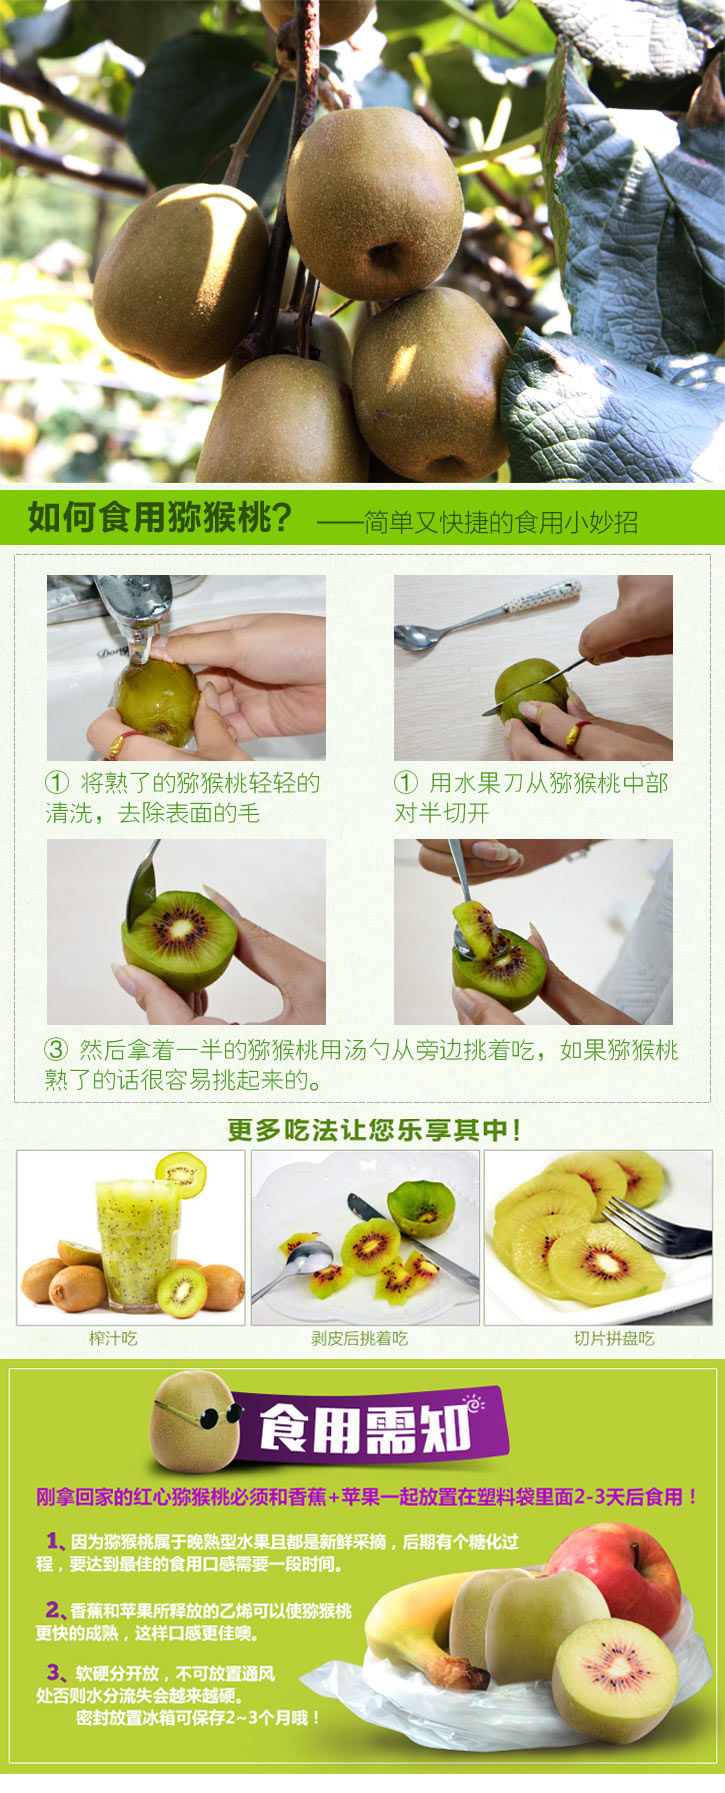 如何食用猕猴桃? ——简单又快捷的食用小妙招
① 将熟了的猕猴桃轻轻的
清洗，去除表面的毛
① 用水果刀从猕猴桃中部
对半切开
③ 然后拿着一半的猕猴桃用汤勺从旁边挑着吃，如果猕猴桃
熟了的话很容易挑起来的。
更多吃法让您乐享其中!
榨汁吃
剥皮后挑着吃
切片拼盘吃
食用需知
刚拿回家的红心猕猴桃必须和香蕉+苹果一起放置在塑料袋里面2-3天后食用！
1、因为猕猴桃属于晚熟型水果且都是新鲜采摘，后期有个糖化过
程，要达到最佳的食用口感需要一段时间。
2、香蕉和苹果所释放的乙烯可以使猕猴桃
更快的成熟，这样口感更佳噢。
3、软硬分开放，不可放置通风
处否则水分流失会越来越硬。
密封放置冰箱可保存2~3个月哦！